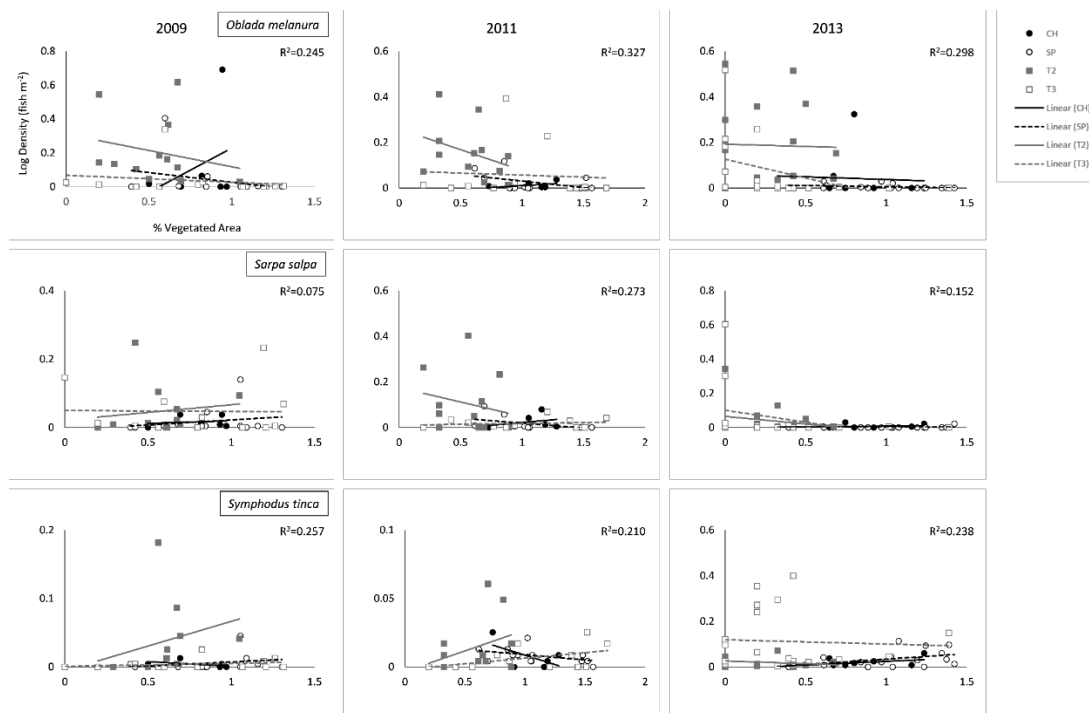 2009
Oblada melanura
2011
2013
R²=0.245
R²=0.327
R²=0.298
Log Density (fish m⁻²)
0.8
0.6
0.4
0.2
0
0 0.5 1 1.5
% Vegetated Area
0.6
0.4
0.2
0
0 0.5 1 1.5 2
0.6
0.4
0.2
0
0 0.5 1 1.5
CH
SP
T2
T3
Linear (CH)
Linear (SP)
Linear (T2)
Linear (T3)
Sarpa salpa
R²=0.075
R²=0.273
R²=0.152
0.4
0.2
0
0 0.5 1 1.5
0.6
0.4
0.2
0
0 0.5 1 1.5 2
0.8
0.6
0.4
0.2
0
0 0.5 1 1.5
Symphodus tinca
R²=0.257
R²=0.210
R²=0.238
0.2
0.1
0
0 0.5 1 1.5
0.1
0.05
0
0 0.5 1 1.5 2
0.6
0.4
0.2
0
0 0.5 1 1.5